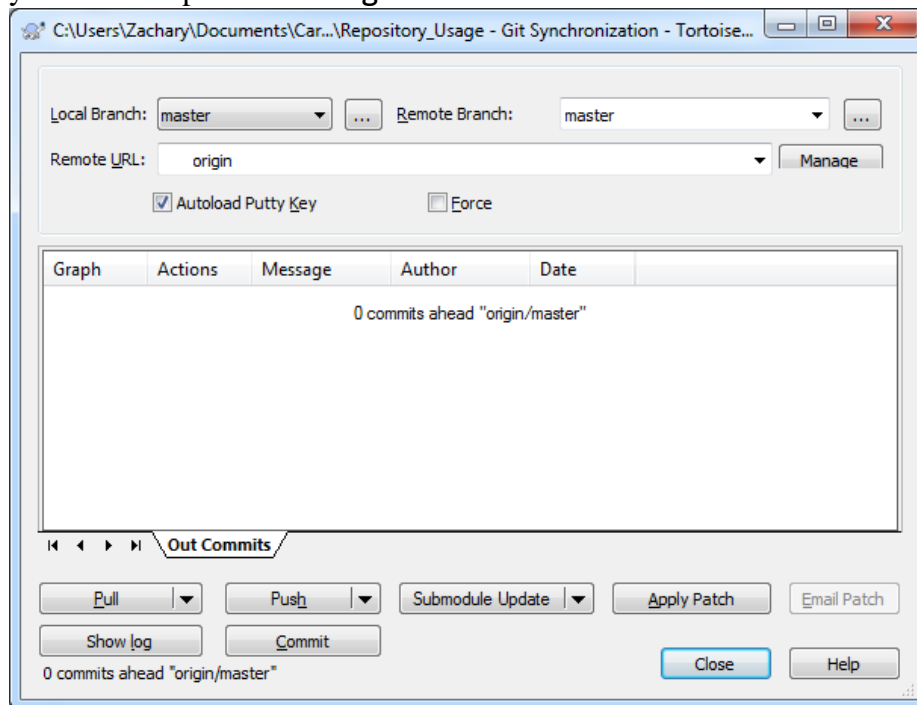 C:\Users\Zachary\Documents\Car...\Repository_Usage - Git Synchronization - Tortoise...
Local Branch: master ... Remote Branch: master ...
Remote URL: origin Manage
Autoload Putty Key Force
Graph Actions Message Author Date
0 commits ahead "origin/master"
Out Commits
Pull Push Submodule Update Apply Patch Email Patch
Show log Commit
0 commits ahead "origin/master" Close Help